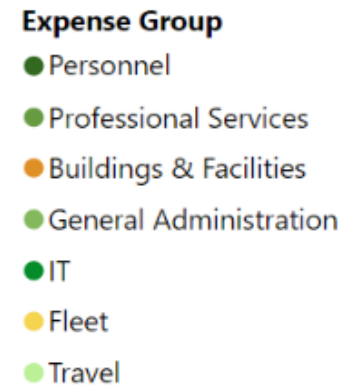 Expense Group
Personnel
Professional Services
Buildings & Facilities
General Administration
IT
Fleet
Travel